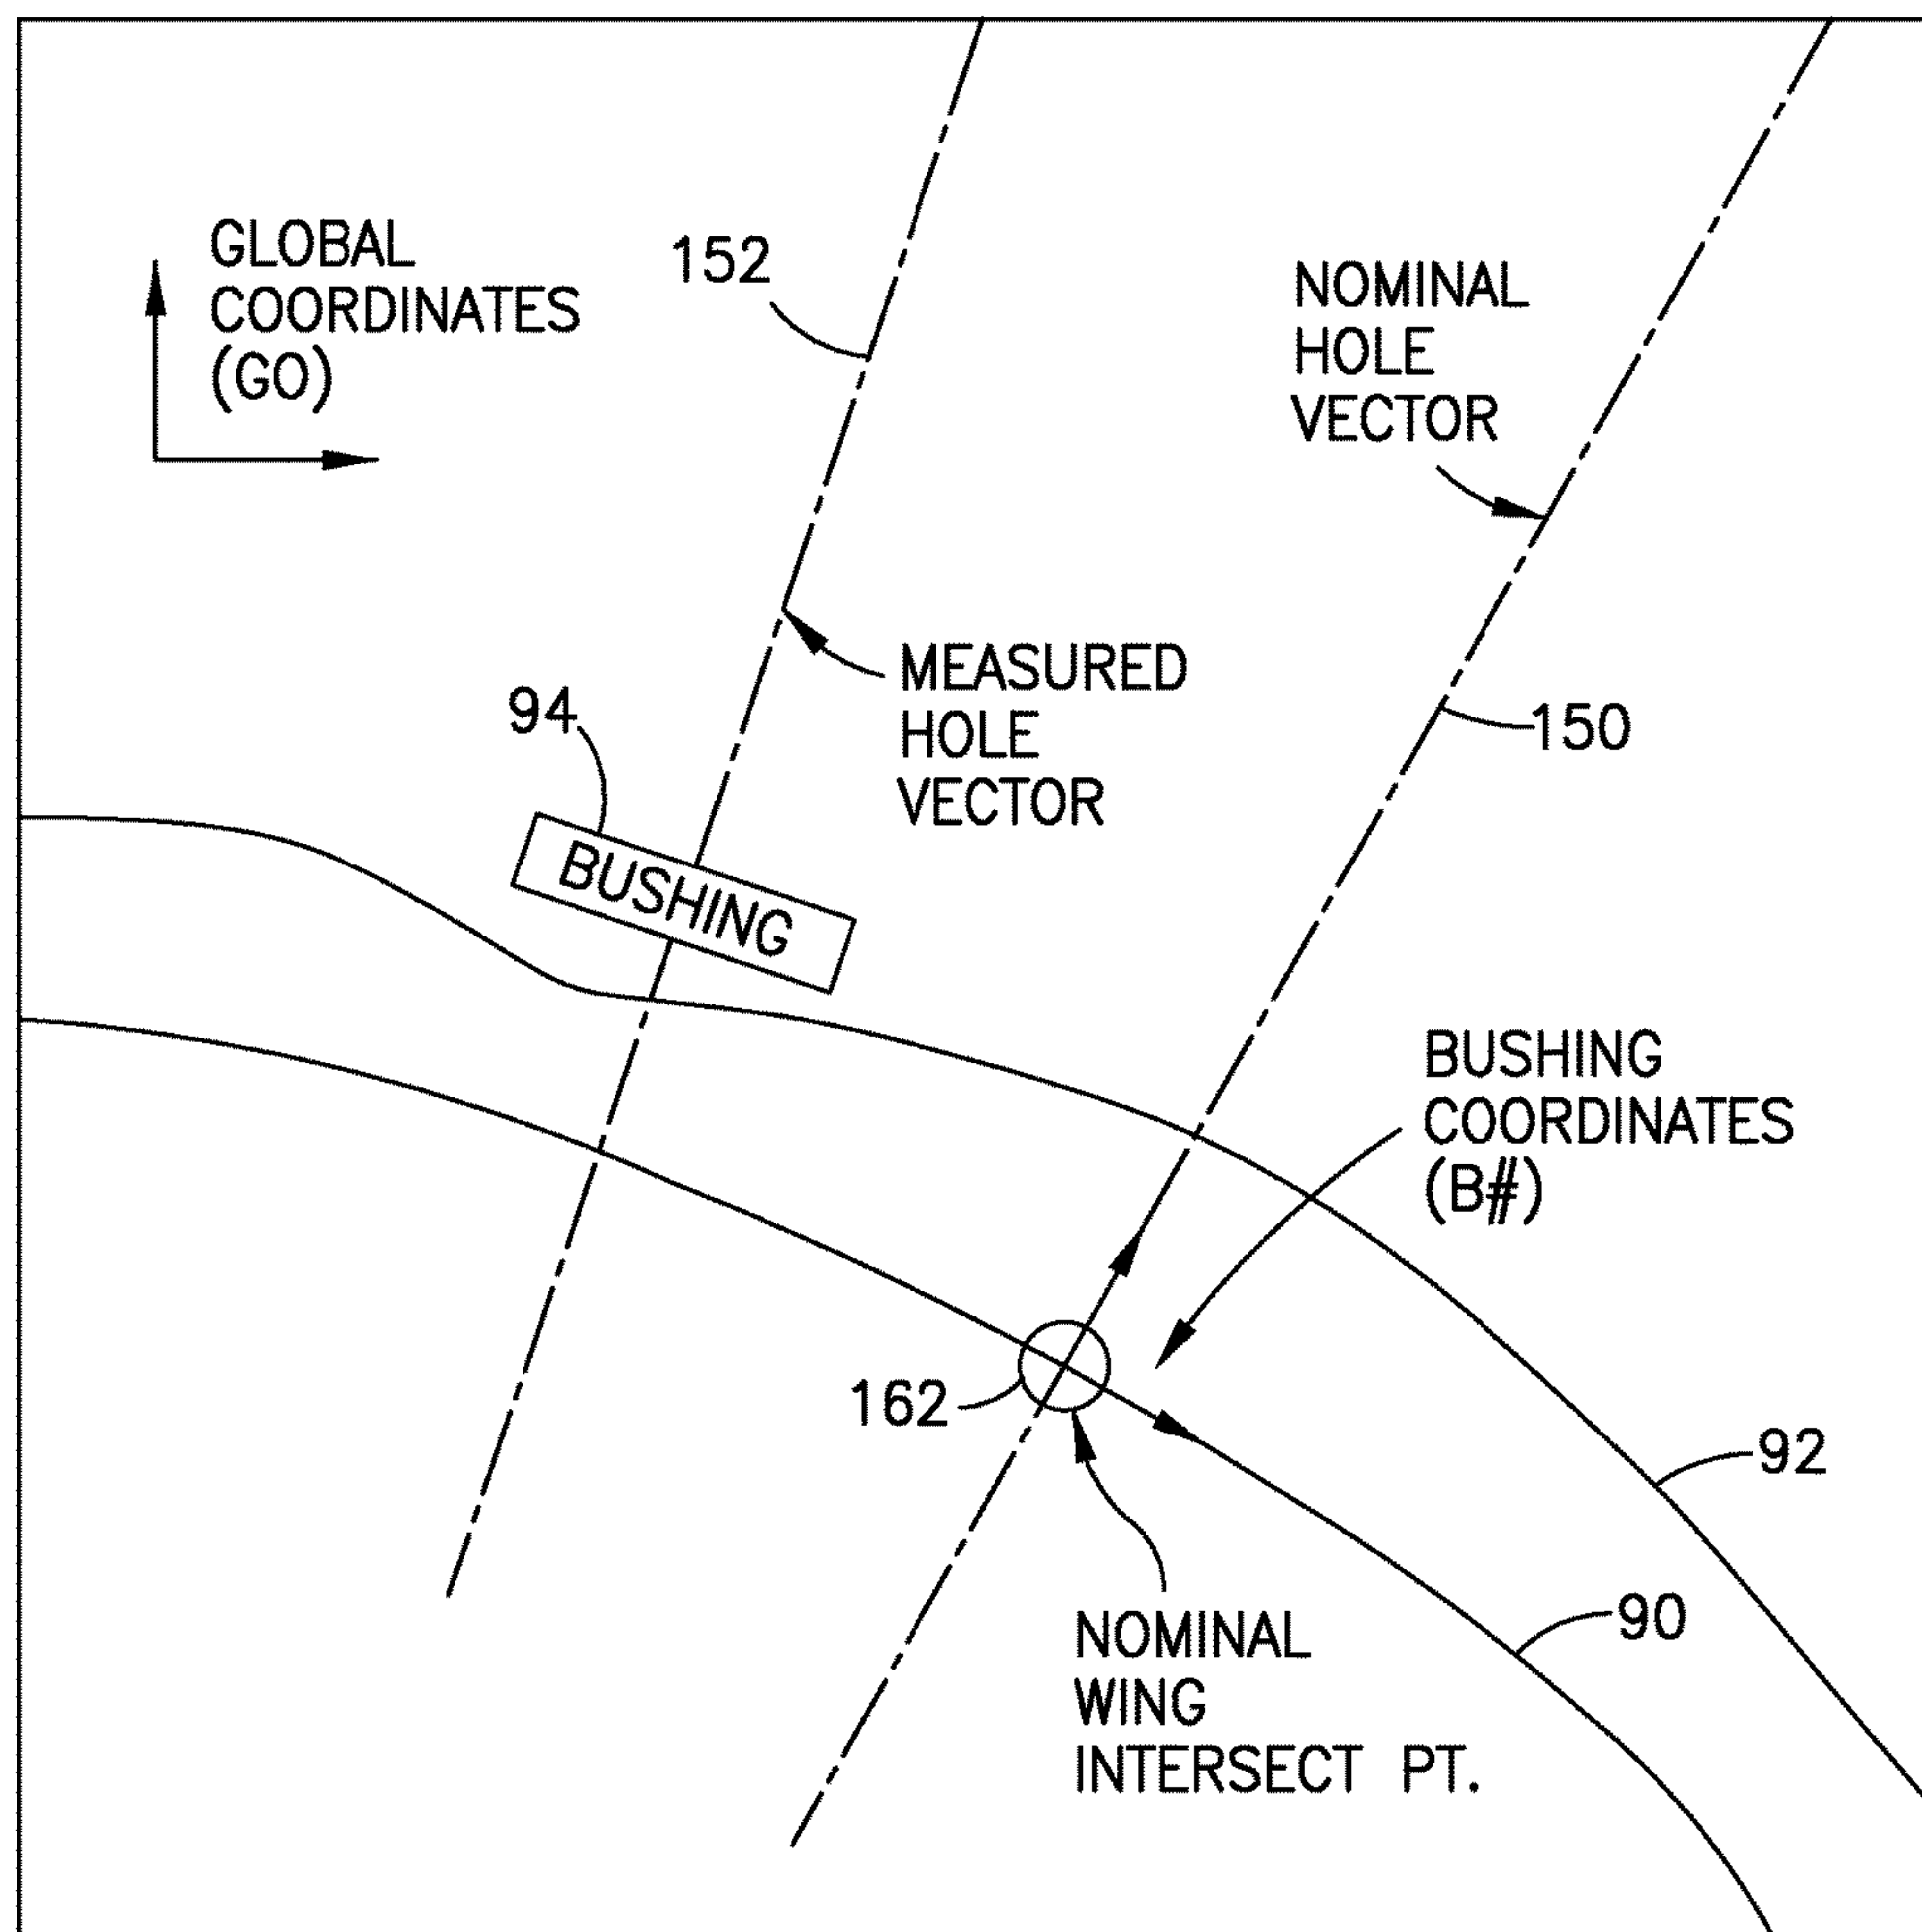 GLOBAL
COORDINATES
(GO)
152
NOMINAL
HOLE
VECTOR
MEASURED
HOLE
VECTOR
94
150
BUSHING
BUSHING
COORDINATES
(B#)
162
92
90
NOMINAL
WING
INTERSECT PT.